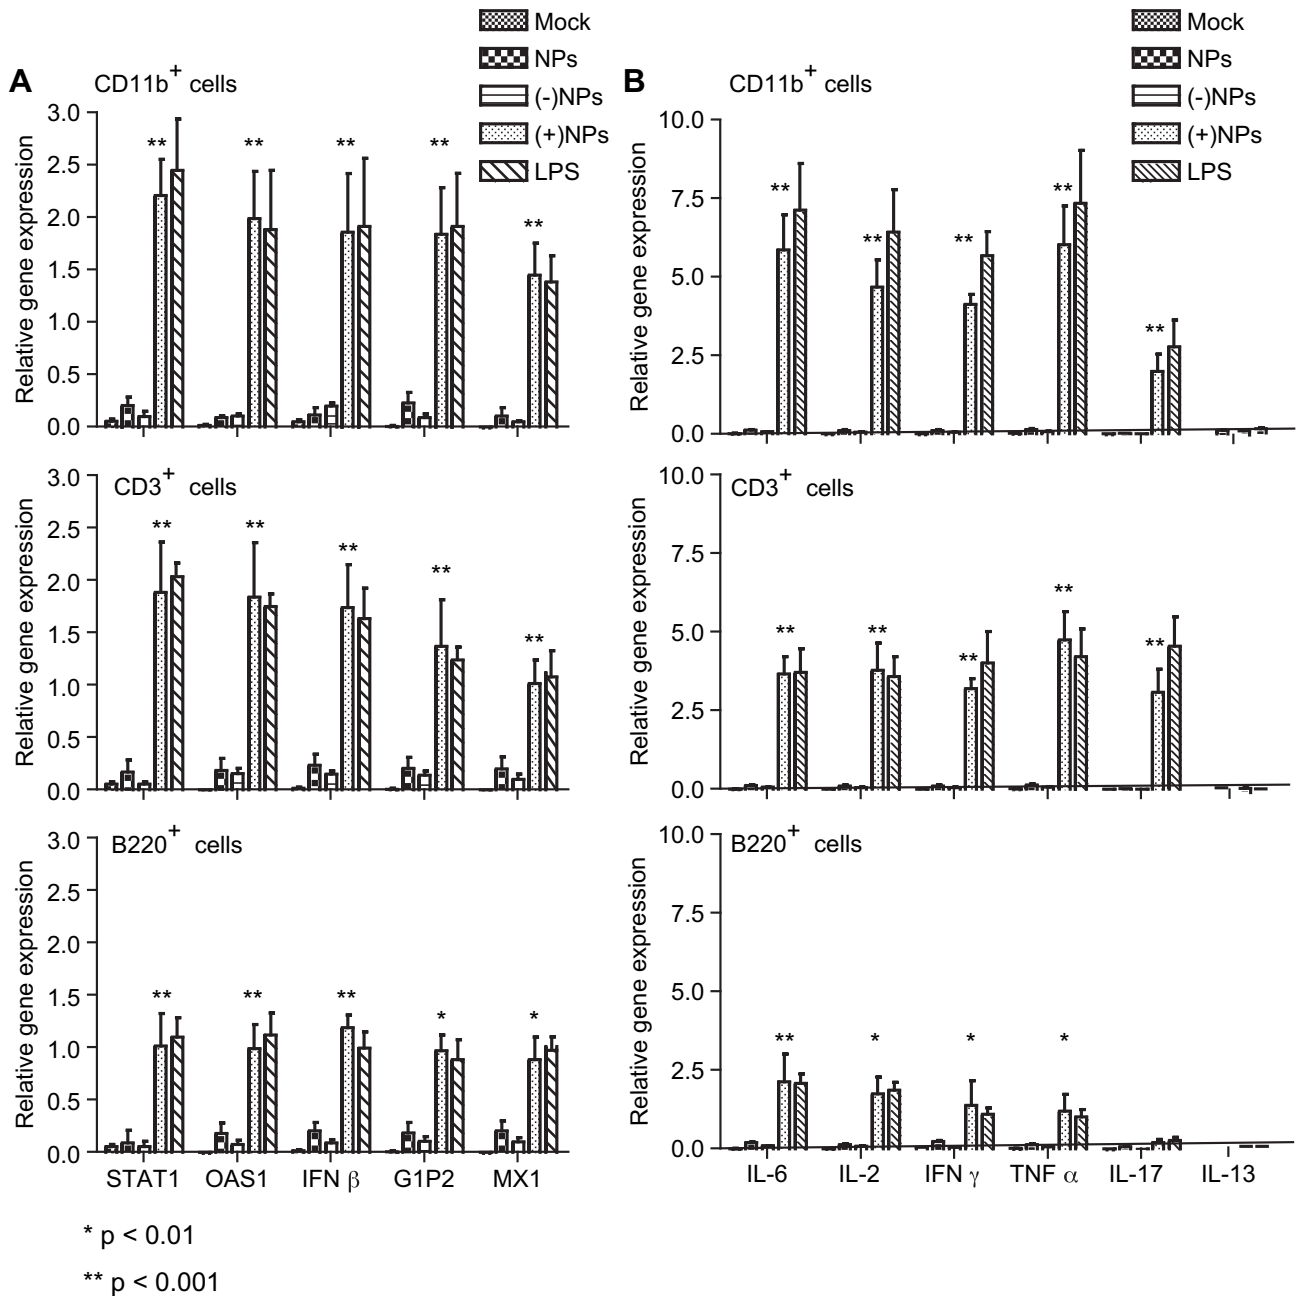 Mock
NPs
(-)NPs
(+)NPs
LPS
A
CD11b+ cells
Relative gene expression
3.0
2.5
2.0
1.5
1.0
0.5
0.0
** ** ** ** **
CD3+ cells
Relative gene expression
3.0
2.5
2.0
1.5
1.0
0.5
0.0
** ** ** ** **
B220+ cells
Relative gene expression
3.0
2.5
2.0
1.5
1.0
0.5
0.0
** ** ** * *
STAT1 OAS1 IFN β G1P2 MX1
* p < 0.01
** p < 0.001
Mock
NPs
(-)NPs
(+)NPs
LPS
B
CD11b+ cells
Relative gene expression
10.0
7.5
5.0
2.5
0.0
** ** ** ** **
CD3+ cells
Relative gene expression
10.0
7.5
5.0
2.5
0.0
** ** ** ** **
B220+ cells
Relative gene expression
10.0
7.5
5.0
2.5
0.0
** * * *
IL-6 IL-2 IFN γ TNF α IL-17 IL-13